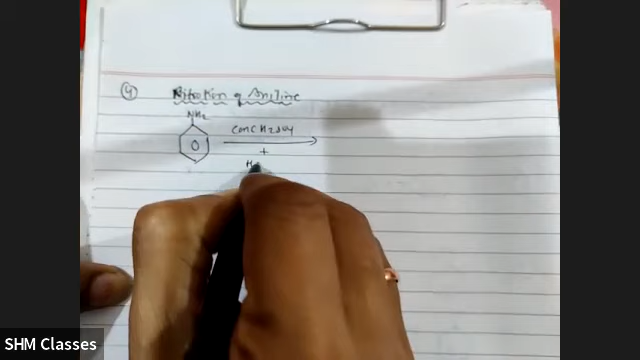 4 Nitration of Aniline
NH2
Conc H2SO4
+
H
SHM Classes